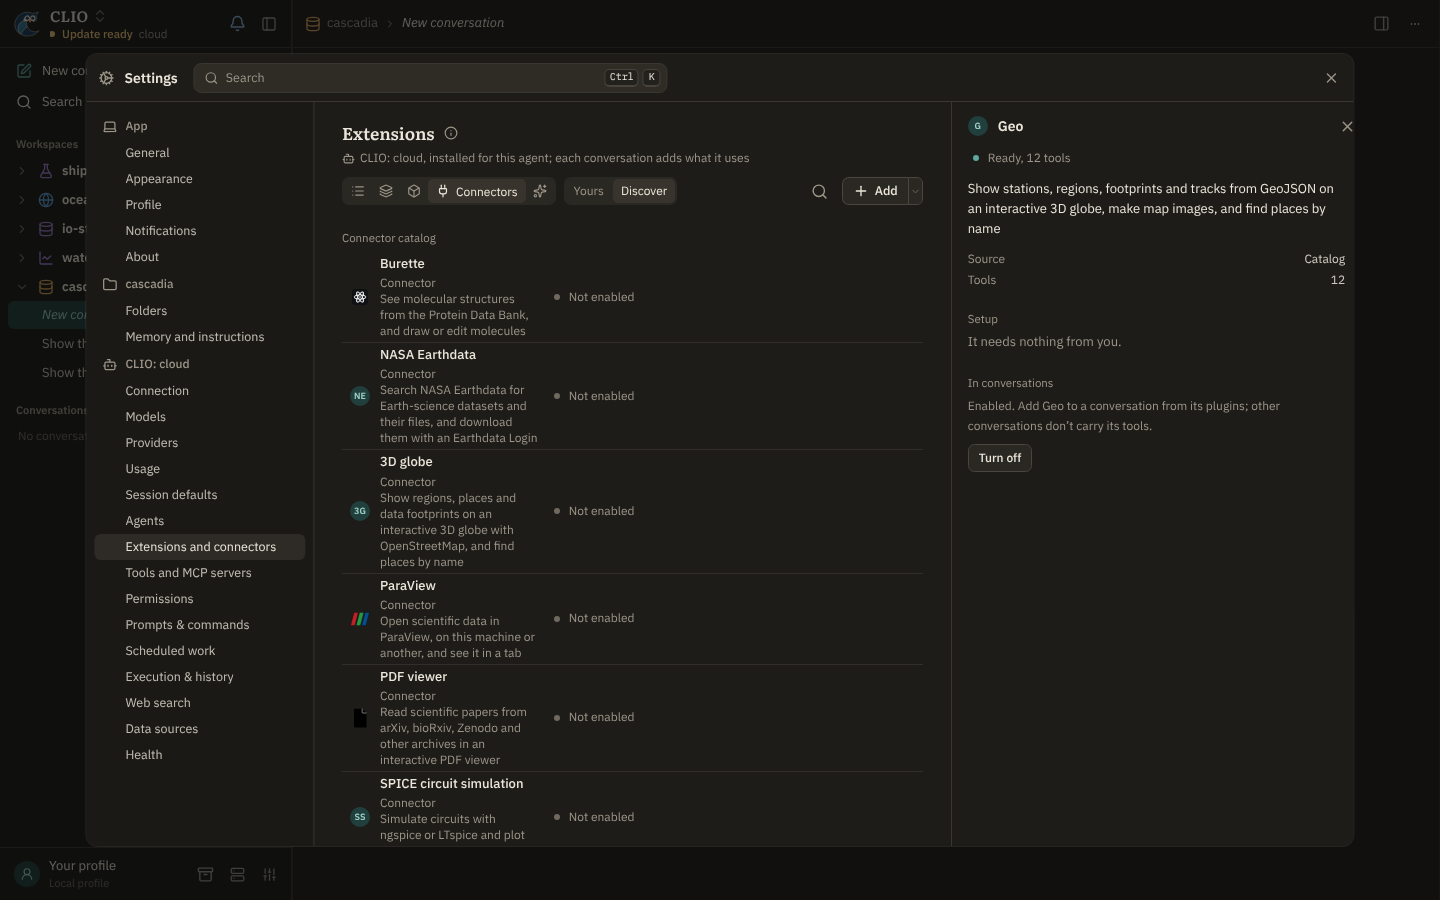 CLIO
Update ready cloud
cascadia › New conversation
Settings
Search
Ctrl K
New co
Search
Workspaces
ship
ocea
io-st
wate
casc
New co
Show th
Show th
Conversations
No conversat
Your profile
Local profile
App
General
Appearance
Profile
Notifications
About
cascadia
Folders
Memory and instructions
CLIO: cloud
Connection
Models
Providers
Usage
Session defaults
Agents
Extensions and connectors
Tools and MCP servers
Permissions
Prompts & commands
Scheduled work
Execution & history
Web search
Data sources
Health
Extensions
CLIO: cloud, installed for this agent; each conversation adds what it uses
Connectors
Yours Discover
Add
Connector catalog
Burette
Connector
See molecular structures
from the Protein Data Bank,
and draw or edit molecules
Not enabled
NE
NASA Earthdata
Connector
Search NASA Earthdata for
Earth-science datasets and
their files, and download
them with an Earthdata Login
Not enabled
3G
3D globe
Connector
Show regions, places and
data footprints on an
interactive 3D globe with
OpenStreetMap, and find
places by name
Not enabled
ParaView
Connector
Open scientific data in
ParaView, on this machine or
another, and see it in a tab
Not enabled
PDF viewer
Connector
Read scientific papers from
arXiv, bioRxiv, Zenodo and
other archives in an
interactive PDF viewer
Not enabled
SS
SPICE circuit simulation
Connector
Simulate circuits with
ngspice or LTspice and plot
Not enabled
G
Geo
Ready, 12 tools
Show stations, regions, footprints and tracks from GeoJSON on
an interactive 3D globe, make map images, and find places by
name
Source Catalog
Tools 12
Setup
It needs nothing from you.
In conversations
Enabled. Add Geo to a conversation from its plugins; other
conversations don’t carry its tools.
Turn off